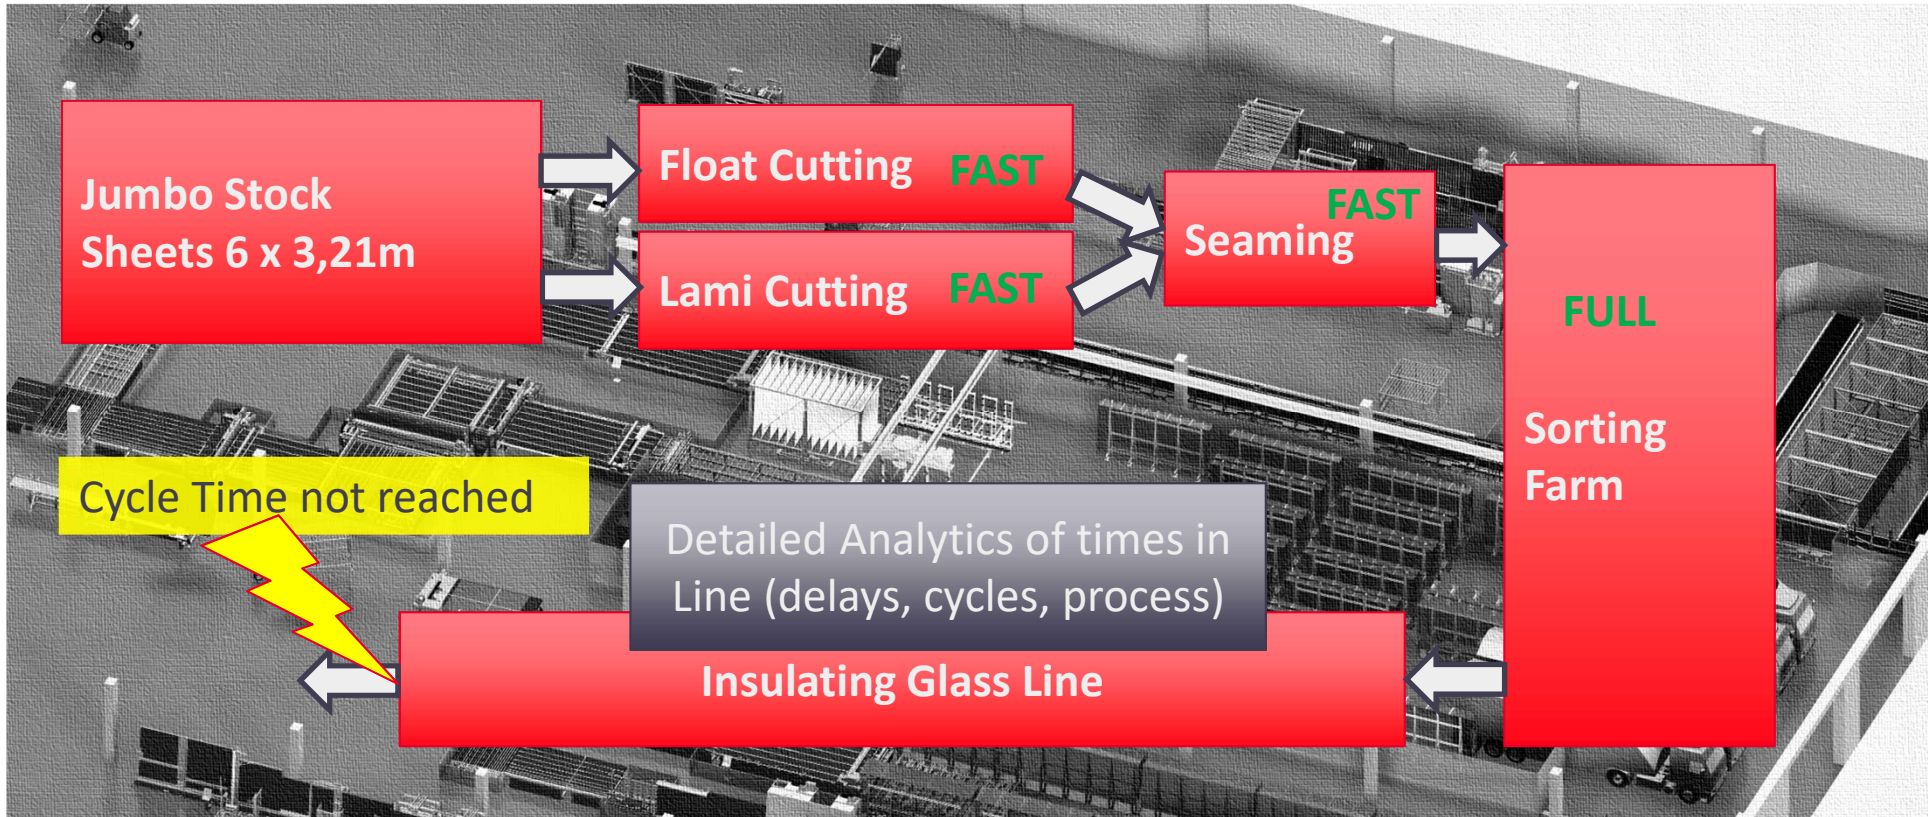 Jumbo Stock
Sheets 6 x 3,21m
Float Cutting FAST
Lami Cutting FAST
FAST
Seaming
FULL
Sorting
Farm
Cycle Time not reached
Detailed Analytics of times in
Line (delays, cycles, process)
Insulating Glass Line